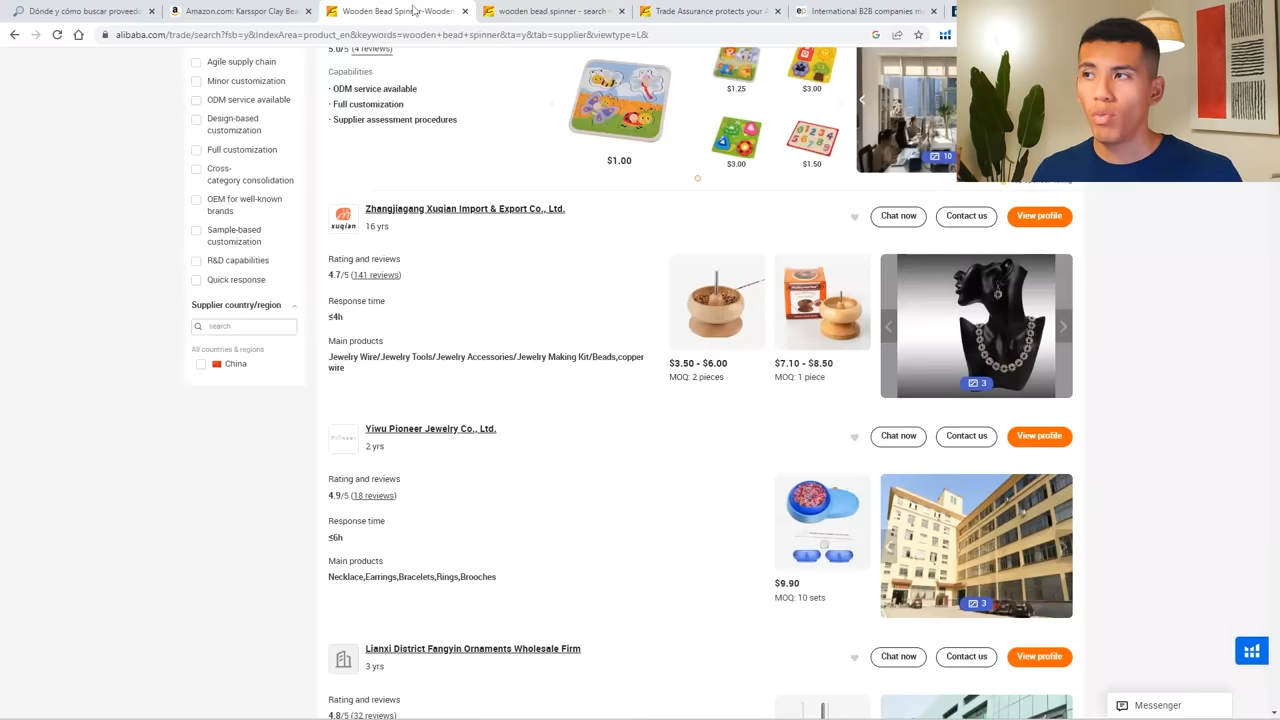 Dónde y cómo buscar proveedo
Amazon.com: Karsspor Clay Bea
Wooden Bead Spinner-Wooden
wooden bead spinner - search r
Trade Assurance protects your A
International B2B companies m
alibaba.com/trade/search?fsb=y&IndexArea=product_en&keywords=wooden+bead+spinner&ta=y&tab=supplier&viewtype=L&
Agile supply chain
Minor customization
ODM service available
Design-based
customization
Full customization
Cross-
category consolidation
OEM for well-known
brands
Sample-based
customization
R&D capabilities
Quick response
Supplier country/region
search
All countries & regions
China
5.0/5 (4 reviews)
Capabilities
· ODM service available
· Full customization
· Supplier assessment procedures
$1.00
$1.25
$3.00
$3.00
$1.50
10
xuqian
Zhangjiagang Xuqian Import & Export Co., Ltd.
16 yrs
Chat now
Contact us
View profile
Rating and reviews
4.7/5 (141 reviews)
Response time
≤4h
Main products
Jewelry Wire/Jewelry Tools/Jewelry Accessories/Jewelry Making Kit/Beads,copper
wire
$3.50 - $6.00
MOQ: 2 pieces
$7.10 - $8.50
MOQ: 1 piece
3
Yiwu Pioneer Jewelry Co., Ltd.
2 yrs
Chat now
Contact us
View profile
Rating and reviews
4.9/5 (18 reviews)
Response time
≤6h
Main products
Necklace,Earrings,Bracelets,Rings,Brooches
$9.90
MOQ: 10 sets
3
Lianxi District Fangyin Ornaments Wholesale Firm
3 yrs
Chat now
Contact us
View profile
Rating and reviews
4.8/5 (32 reviews)
Messenger